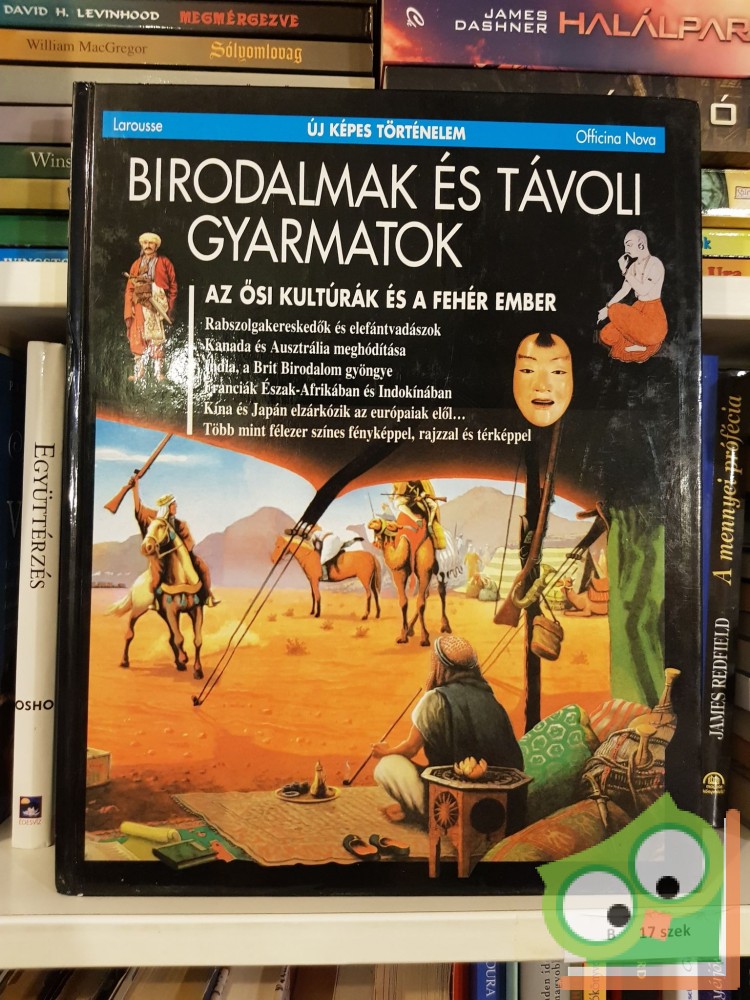 DAVID H. LEVINHOOD MEGMÉRGEZVE
William MacGregor Sólyomlovag
JAMES DASHNER HALÁLPAR
Ó
Wins
Larousse ÚJ KÉPES TÖRTÉNELEM Officina Nova
BIRODALMAK ÉS TÁVOLI
GYARMATOK
AZ ŐSI KULTÚRÁK ÉS A FEHÉR EMBER
Rabszolgakereskedők és elefántvadászok
Kanada és Ausztrália meghódítása
India, a Brit Birodalom gyöngye
Franciák Észak-Afrikában és Indokínában
Kína és Japán elzárkózik az európaiak elől...
Több mint félezer színes fényképpel, rajzzal és térképpel
EGYÜTTÉRZÉS
OSHO
JAMES REDFIELD A mennyei prófécia
B 17 szek